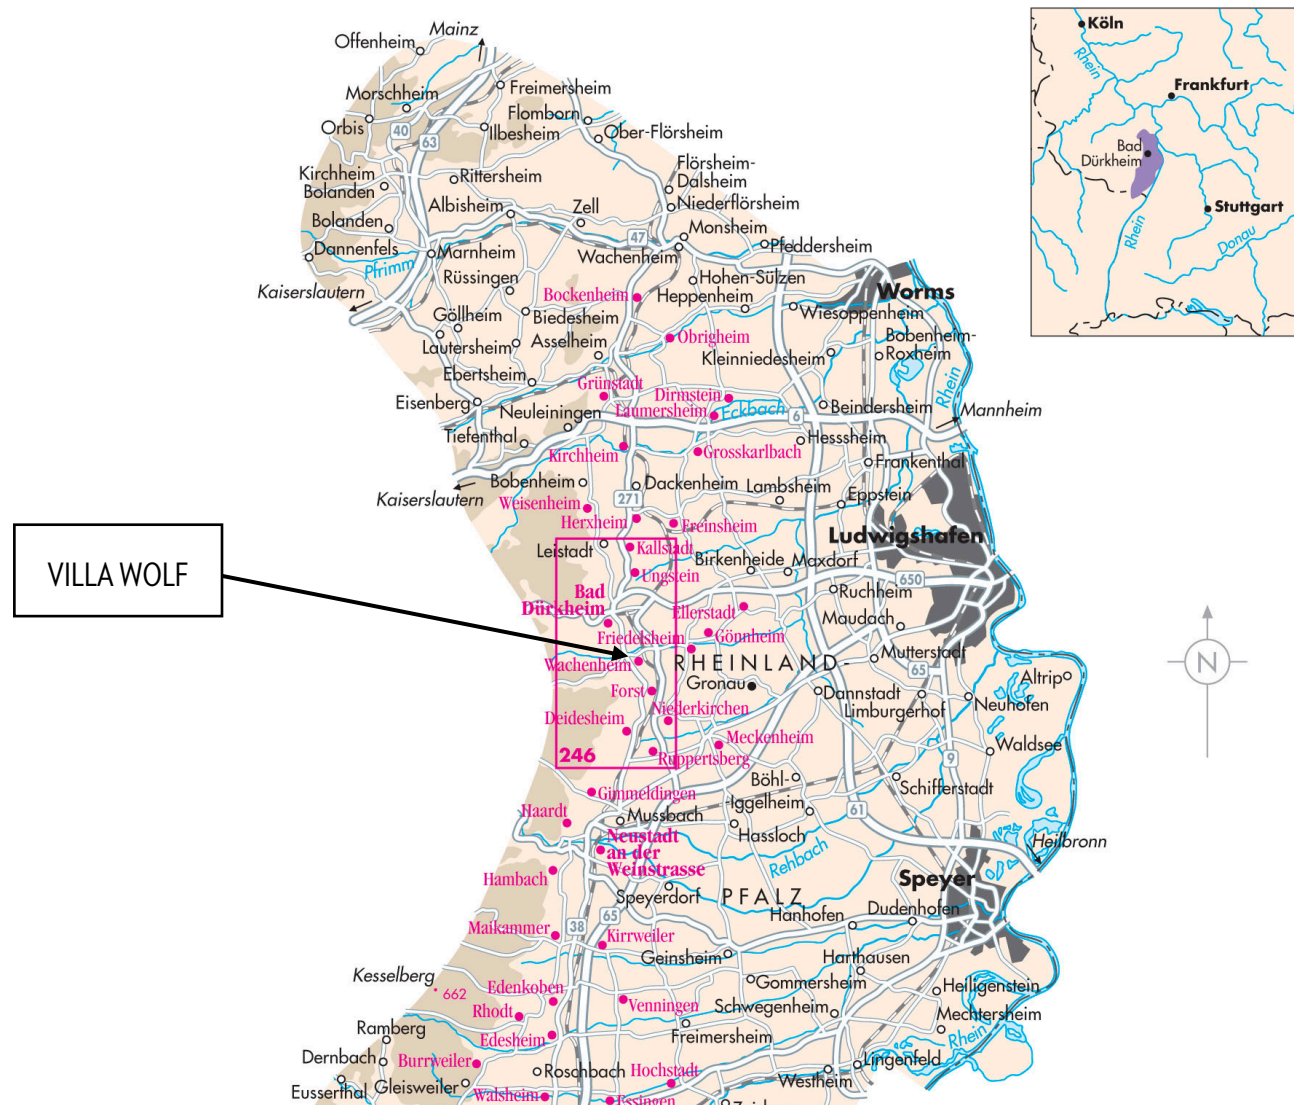 Mainz
Offenheim
Köln
Rhein
Freimersheim
Frankfurt
Morschheim
Flomborn
Orbis
40
63
Ilbesheim
Ober-Flörsheim
Bad
Dürkheim
Flörsheim-
Dalsheim
Kirchheim
Bolanden
Rittersheim
Niederflörsheim
Albisheim
Zell
Stuttgart
Bolanden
Monsheim
Rhein
Donau
47
Pfeddersheim
Dannenfels
Marnheim
Wachenheim
Pfrimm
Rüssingen
Hohen-Sülzen
Kaiserslautern
Bockenheim
Heppenheim
Worms
Göllheim
Biedesheim
Wiesoppenheim
Obrigheim
Bobenheim-
Roxheim
Lautersheim
Asselheim
Kleinniedesheim
Ebertsheim
Rhein
Grünstadt
Dirmstein
Eisenberg
Neuleiningen
Laumersheim
Eckbach
6
Beindersheim
Mannheim
Tiefenthal
Hesssheim
Kirchheim
Grosskarlbach
Frankenthal
Kaiserslautern
Bobenheim
Dackenheim
Lambsheim
Eppstein
271
Weisenheim
Herxheim
Freinsheim
Ludwigshafen
Leistadt
Kallstadt
Birkenheide
Maxdorf
VILLA WOLF
Ungstein
650
Bad
Dürkheim
Ruchheim
Ellerstadt
Maudach
Friedelsheim
Gönnheim
Mutterstadt
Wachenheim
RHEINLAND-
N
65
Altrip
Forst
Gronau
Dannstadt
Limburgerhof
Neuhofen
Niederkirchen
Deidesheim
Meckenheim
Waldsee
246
Ruppertsberg
9
Böhl-
-Iggelheim
Schifferstadt
Gimmeldingen
61
Haardt
Mussbach
Hassloch
Neustadt
an der
Weinstrasse
Rehbach
Heilbronn
Hambach
Speyer
Speyerdorf
PFALZ
Hanhofen
Dudenhofen
38
65
Maikammer
Kirrweiler
Geinsheim
Harthausen
Kesselberg
662
Gommersheim
Heiligenstein
Edenkoben
Venningen
Rhodt
Schwegenheim
Mechtersheim
Ramberg
Edesheim
Freimersheim
Rhein
Dernbach
Burrweiler
Lingenfeld
Eusserthal
Gleisweiler
Roschbach
Hochstadt
Westheim
Walsheim
Essingen